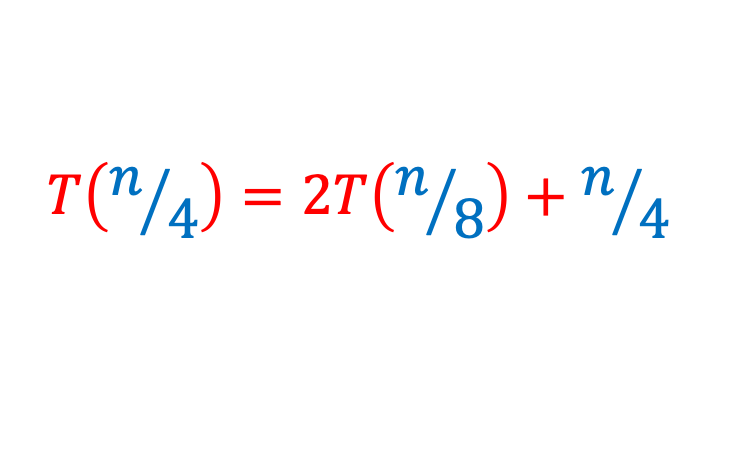 T(n/4) = 2T(n/8) + n/4